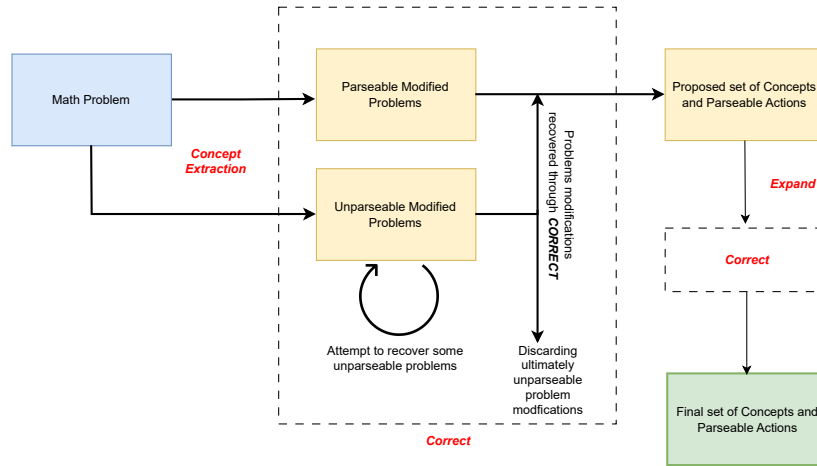 Math Problem
Concept
Extraction
Parseable Modified
Problems
Unparseable Modified
Problems
Attempt to recover some
unparseable problems
Problems modifications
recovered through CORRECT
Discarding
ultimately
unparseable
problem
modfications
Correct
Proposed set of Concepts
and Parseable Actions
Expand
Correct
Final set of Concepts and
Parseable Actions